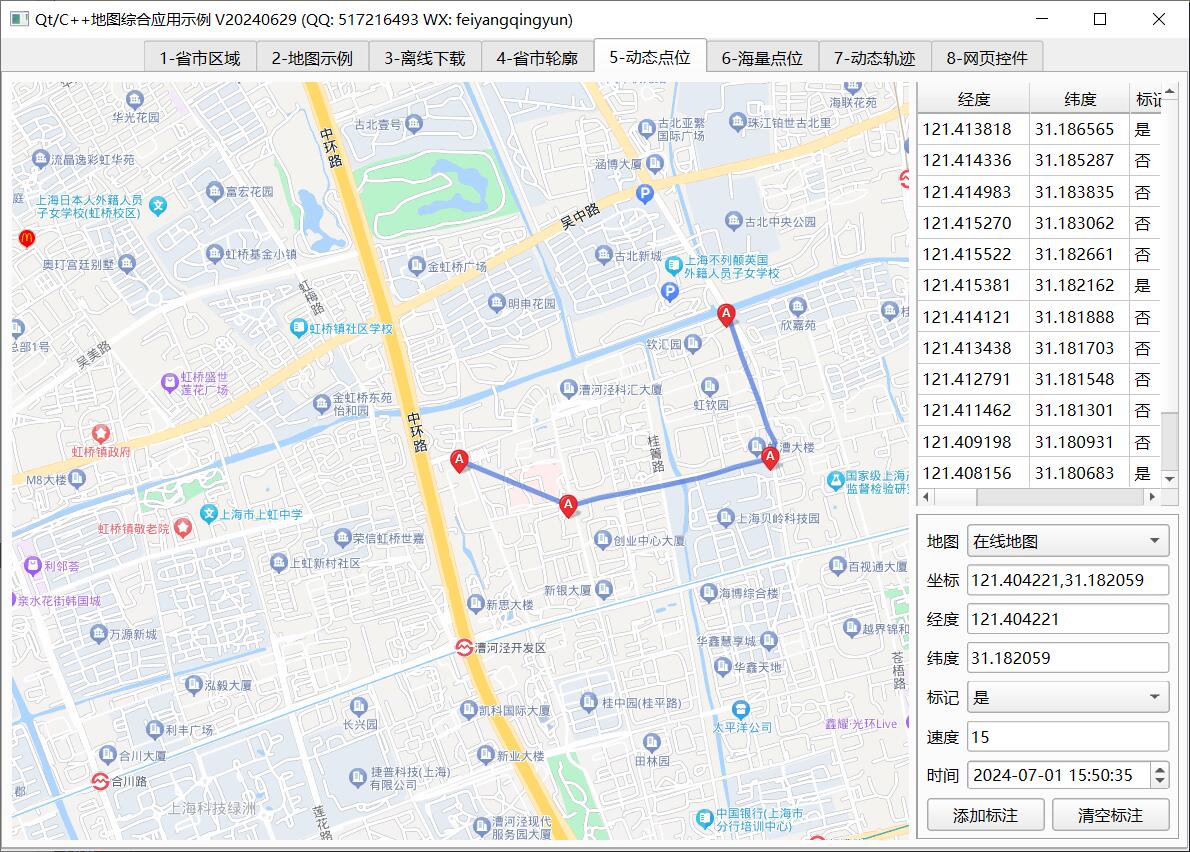 Qt/C++地图综合应用示例 V20240629 (QQ: 517216493 WX: feiyangqingyun)
1-省市区域
2-地图示例
3-离线下载
4-省市轮廓
5-动态点位
6-海量点位
7-动态轨迹
8-网页控件
华光花园
中环路
古北壹号
古北亚繁
国际广场
珠江铂世古北里
海联花苑
流晶逸彩虹华苑
涵博大厦
上海日本人外籍人员
子女学校(虹桥校区)
富宏花园
吴中路
古北中央公园
虹桥基金小镇
奥玎宫廷别墅
金虹桥广场
古北新城
上海不列颠英国
外籍人员子女学校
虹梅路
明申花园
欣嘉苑
总部1号
吴美路
虹桥镇社区学校
钦汇园
虹桥盛世
莲花广场
金虹桥东苑
怡和园
漕河泾科汇大厦
虹钦园
中环路
桂箐路
漕大楼
虹桥镇政府
M8大楼
国家级上海
监督检验研
上海市上虹中学
虹桥镇敬老院
荣信虹桥世嘉
创业中心大厦
上海贝岭科技园
利邻荟
上虹新村社区
新银大厦
百视通大厦
亲水花街韩国城
新思大楼
海博综合楼
万源新城
漕河泾开发区
华鑫慧享城
越界锦和
华鑫天地
苍梧路
泓毅大厦
长兴园
凯科国际大厦
桂中园(桂平路)
太平洋公司
鑫耀·光环Live
利丰广场
合川大厦
新业大楼
田林园
合川路
捷普科技(上海)
有限公司
上海科技绿洲
莲花路
漕河泾现代
服务园大厦
中国银行(上海市
分行培训中心)
A
A
A
A
P
P
经度 纬度 标记
121.413818 31.186565 是
121.414336 31.185287 否
121.414983 31.183835 否
121.415270 31.183062 否
121.415522 31.182661 否
121.415381 31.182162 是
121.414121 31.181888 否
121.413438 31.181703 否
121.412791 31.181548 否
121.411462 31.181301 否
121.409198 31.180931 否
121.408156 31.180683 是
地图 在线地图
坐标 121.404221,31.182059
经度 121.404221
纬度 31.182059
标记 是
速度 15
时间 2024-07-01 15:50:35
添加标注 清空标注